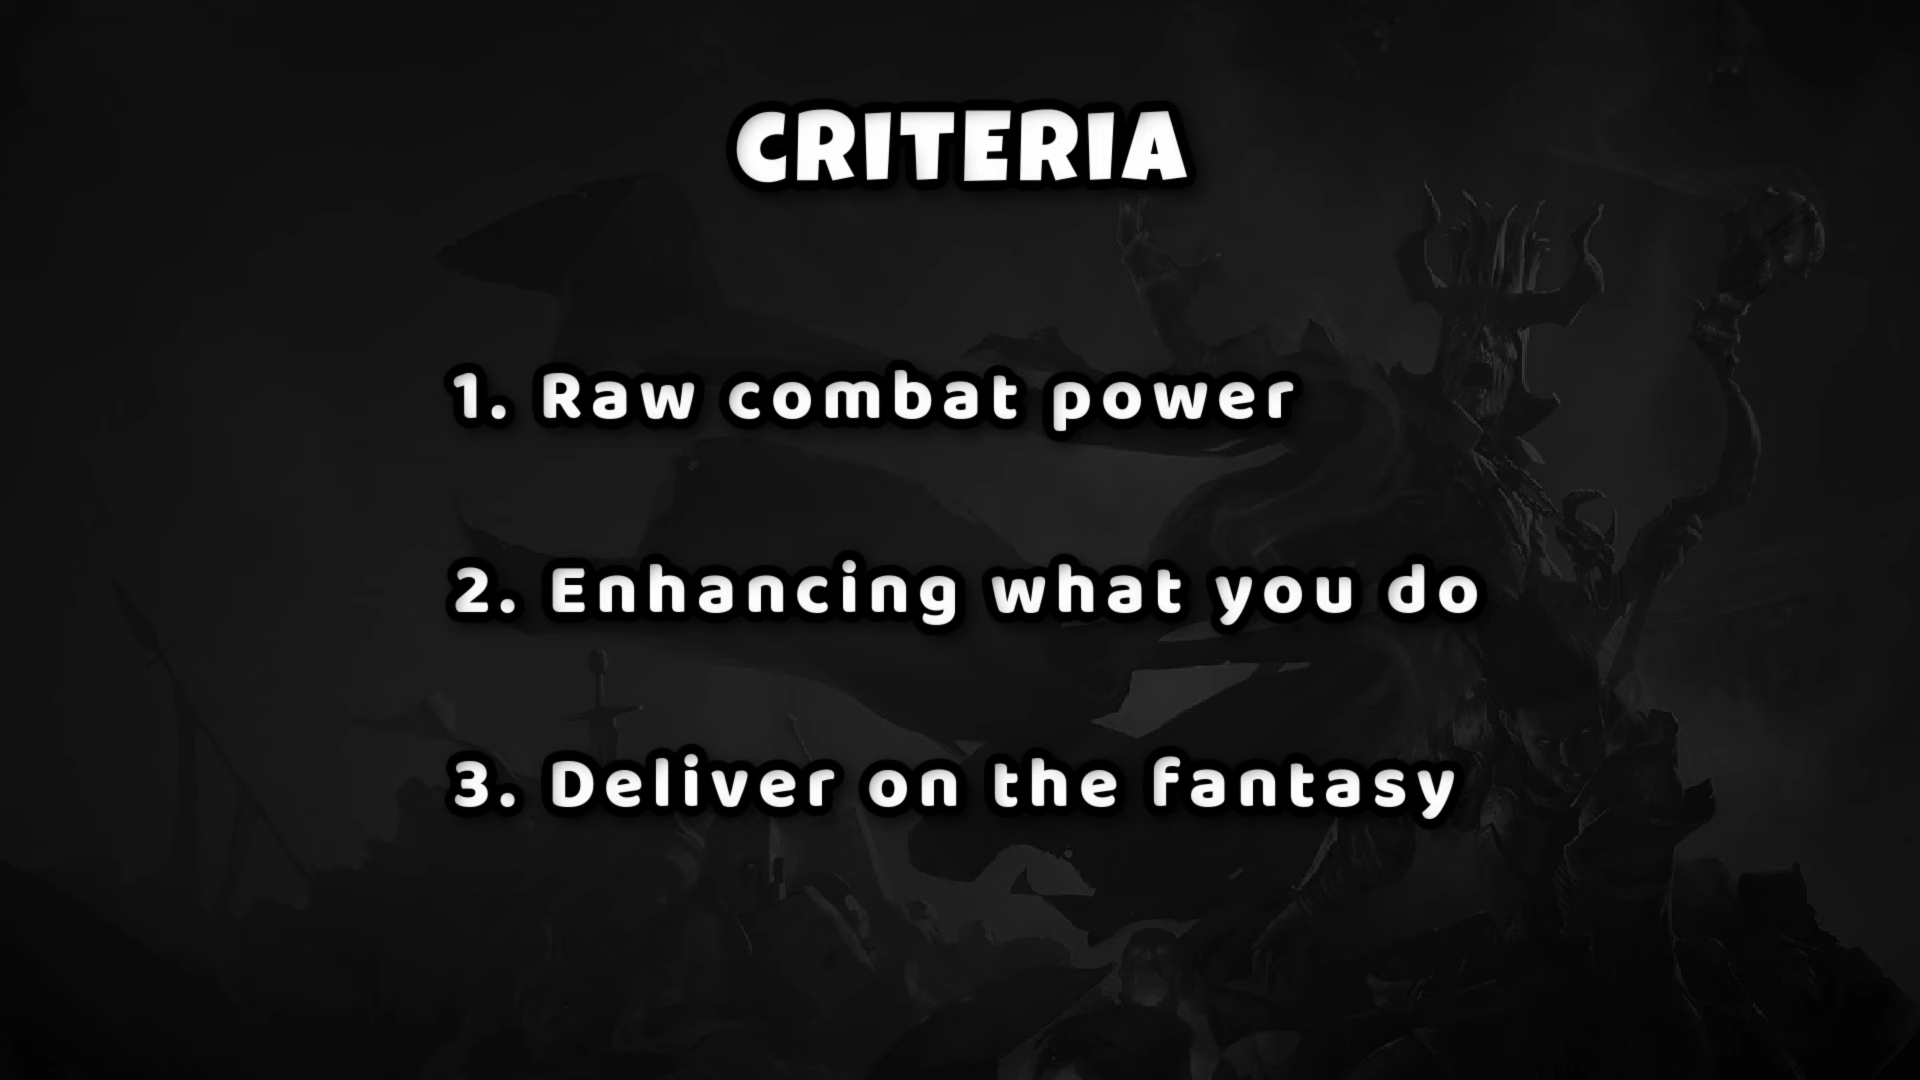 CRITERIA
1. Raw combat power
2. Enhancing what you do
3. Deliver on the fantasy